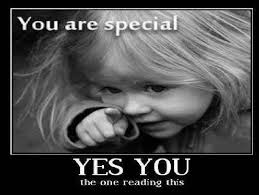 You are special
YES YOU
the one reading this